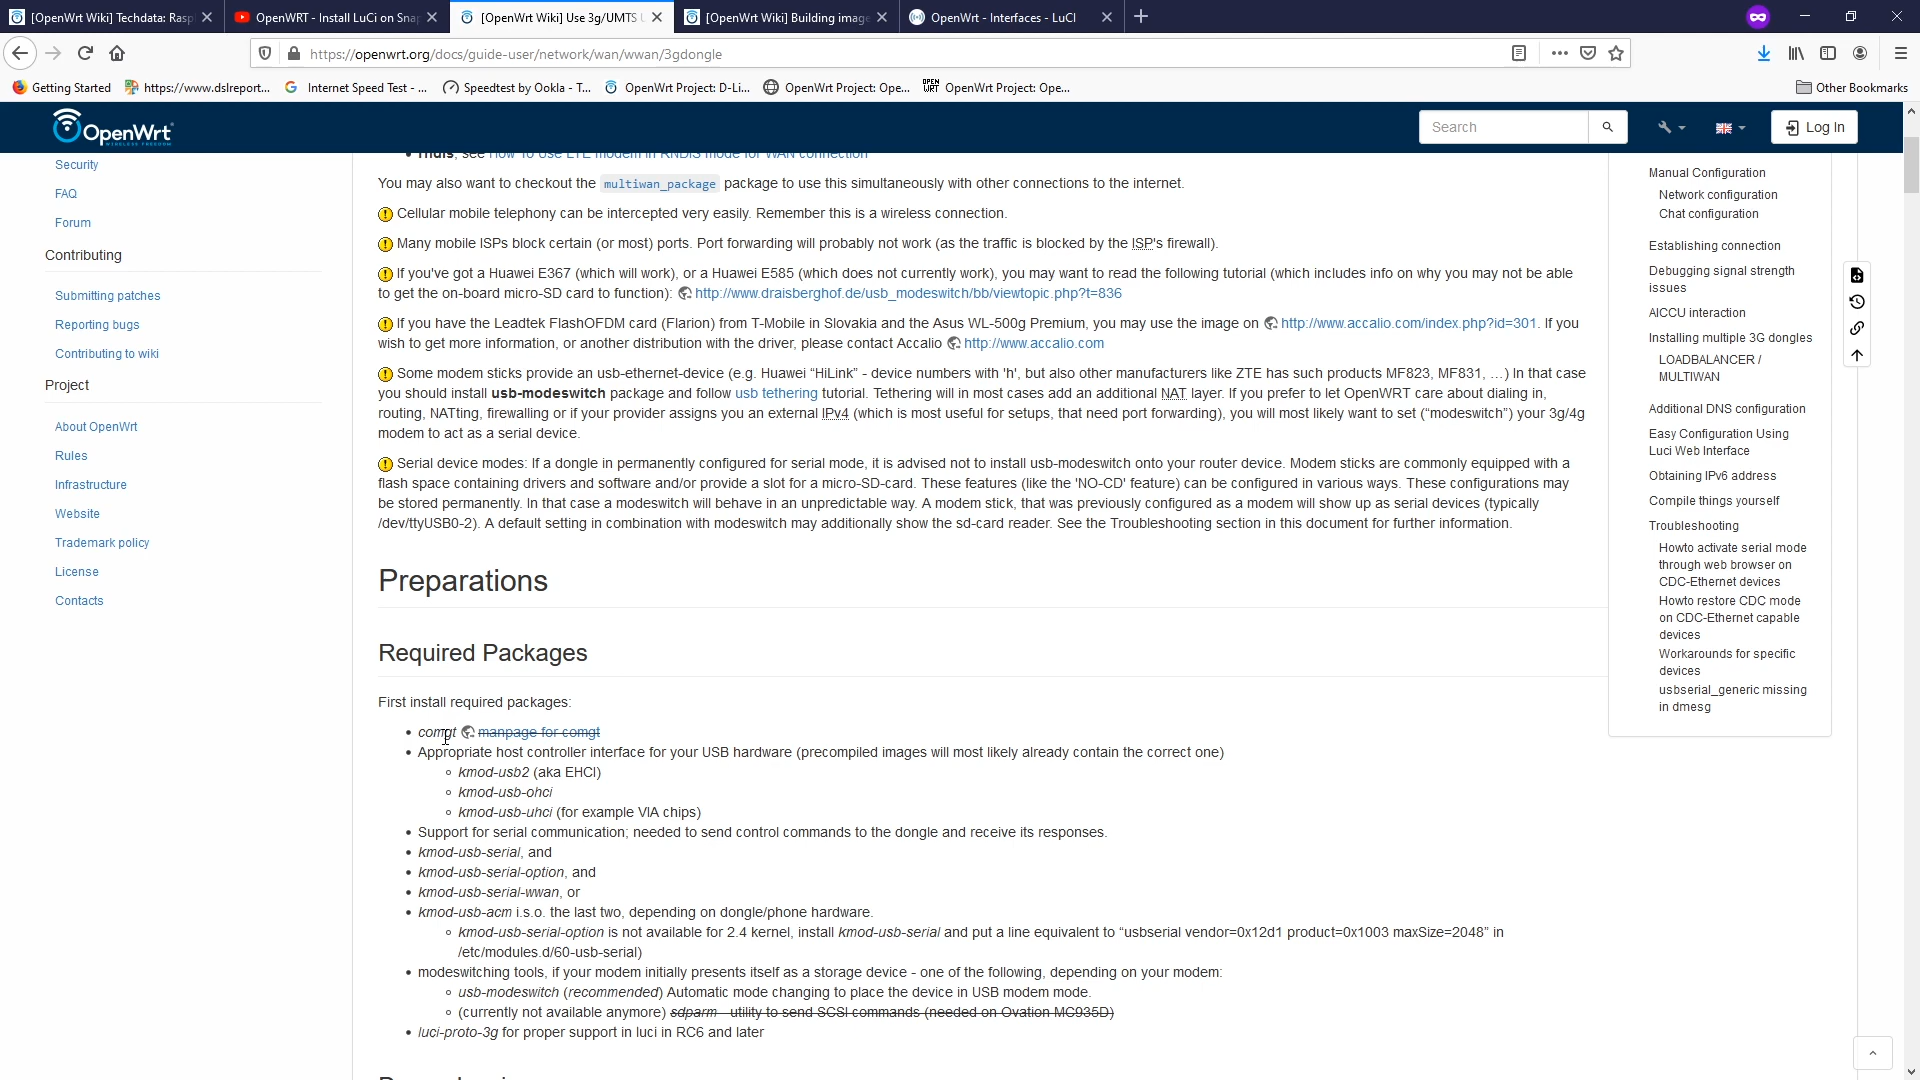 [OpenWrt Wiki] Techdata: Rasp
OpenWRT - Install LuCi on Snap
[OpenWrt Wiki] Use 3g/UMTS U
[OpenWrt Wiki] Building image
OpenWrt - Interfaces - LuCI
https://openwrt.org/docs/guide-user/network/wan/wwan/3gdongle
Getting Started
https://www.dslreport...
Internet Speed Test - ...
Speedtest by Ookla - T...
OpenWrt Project: D-Li...
OpenWrt Project: Ope...
OpenWrt Project: Ope...
Other Bookmarks
OpenWrt
WIRELESS FREEDOM
Search
Log In
Security
FAQ
Forum
Contributing
Submitting patches
Reporting bugs
Contributing to wiki
Project
About OpenWrt
Rules
Infrastructure
Website
Trademark policy
License
Contacts
• Thuis, see How To Use LTE modem in RNDIS mode for WAN connection
You may also want to checkout the multiwan_package package to use this simultaneously with other connections to the internet.
Cellular mobile telephony can be intercepted very easily. Remember this is a wireless connection.
Many mobile ISPs block certain (or most) ports. Port forwarding will probably not work (as the traffic is blocked by the ISP's firewall).
If you've got a Huawei E367 (which will work), or a Huawei E585 (which does not currently work), you may want to read the following tutorial (which includes info on why you may not be able
to get the on-board micro-SD card to function): http://www.draisberghof.de/usb_modeswitch/bb/viewtopic.php?t=836
If you have the Leadtek FlashOFDM card (Flarion) from T-Mobile in Slovakia and the Asus WL-500g Premium, you may use the image on http://www.accalio.com/index.php?id=301. If you
wish to get more information, or another distribution with the driver, please contact Accalio http://www.accalio.com
Some modem sticks provide an usb-ethernet-device (e.g. Huawei “HiLink” - device numbers with 'h', but also other manufacturers like ZTE has such products MF823, MF831, …) In that case
you should install usb-modeswitch package and follow usb tethering tutorial. Tethering will in most cases add an additional NAT layer. If you prefer to let OpenWRT care about dialing in,
routing, NATting, firewalling or if your provider assigns you an external IPv4 (which is most useful for setups, that need port forwarding), you will most likely want to set (“modeswitch”) your 3g/4g
modem to act as a serial device.
Serial device modes: If a dongle in permanently configured for serial mode, it is advised not to install usb-modeswitch onto your router device. Modem sticks are commonly equipped with a
flash space containing drivers and software and/or provide a slot for a micro-SD-card. These features (like the 'NO-CD' feature) can be configured in various ways. These configurations may
be stored permanently. In that case a modeswitch will behave in an unpredictable way. A modem stick, that was previously configured as a modem will show up as serial devices (typically
/dev/ttyUSB0-2). A default setting in combination with modeswitch may additionally show the sd-card reader. See the Troubleshooting section in this document for further information.
Preparations
Required Packages
First install required packages:
• comgt manpage for comgt
• Appropriate host controller interface for your USB hardware (precompiled images will most likely already contain the correct one)
◦ kmod-usb2 (aka EHCI)
◦ kmod-usb-ohci
◦ kmod-usb-uhci (for example VIA chips)
• Support for serial communication; needed to send control commands to the dongle and receive its responses.
• kmod-usb-serial, and
• kmod-usb-serial-option, and
• kmod-usb-serial-wwan, or
• kmod-usb-acm i.s.o. the last two, depending on dongle/phone hardware.
◦ kmod-usb-serial-option is not available for 2.4 kernel, install kmod-usb-serial and put a line equivalent to “usbserial vendor=0x12d1 product=0x1003 maxSize=2048” in
/etc/modules.d/60-usb-serial)
• modeswitching tools, if your modem initially presents itself as a storage device - one of the following, depending on your modem:
◦ usb-modeswitch (recommended) Automatic mode changing to place the device in USB modem mode.
◦ (currently not available anymore) sdparm - utility to send SCSI commands (needed on Ovation MC935D)
• luci-proto-3g for proper support in luci in RC6 and later
Manual Configuration
Network configuration
Chat configuration
Establishing connection
Debugging signal strength
issues
AICCU interaction
Installing multiple 3G dongles
LOADBALANCER /
MULTIWAN
Additional DNS configuration
Easy Configuration Using
Luci Web Interface
Obtaining IPv6 address
Compile things yourself
Troubleshooting
Howto activate serial mode
through web browser on
CDC-Ethernet devices
Howto restore CDC mode
on CDC-Ethernet capable
devices
Workarounds for specific
devices
usbserial_generic missing
in dmesg